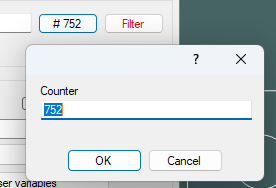 # 752 Filter
?
Counter
752
OK Cancel
ser variables